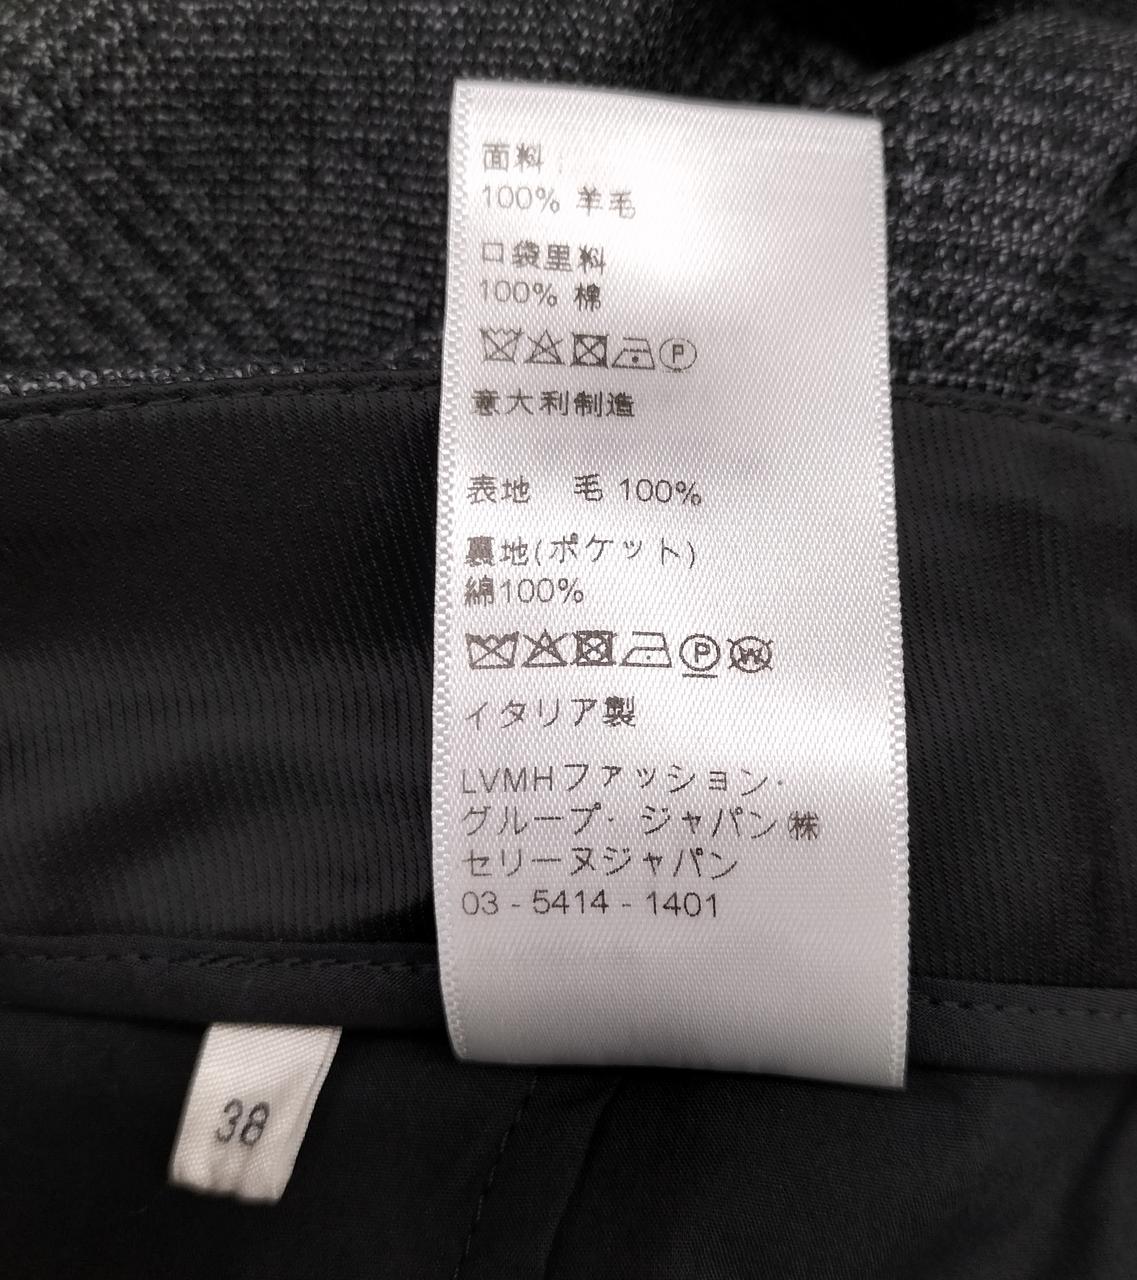 面料:
100% 羊毛
口袋里料
100% 棉
P
意大利制造
表地 毛 100%
裏地(ポケット)
綿100%
P W
イタリア製
LVMHファッション·
グループ· ジャパン㈱
セリーヌジャパン
03 - 5414 - 1401
38